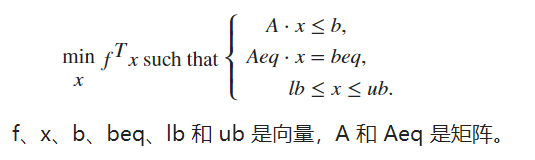 A · x ≤ b,
min f^T x such that { Aeq · x = beq,
x
lb ≤ x ≤ ub.
f、x、b、beq、lb 和 ub 是向量，A 和 Aeq 是矩阵。